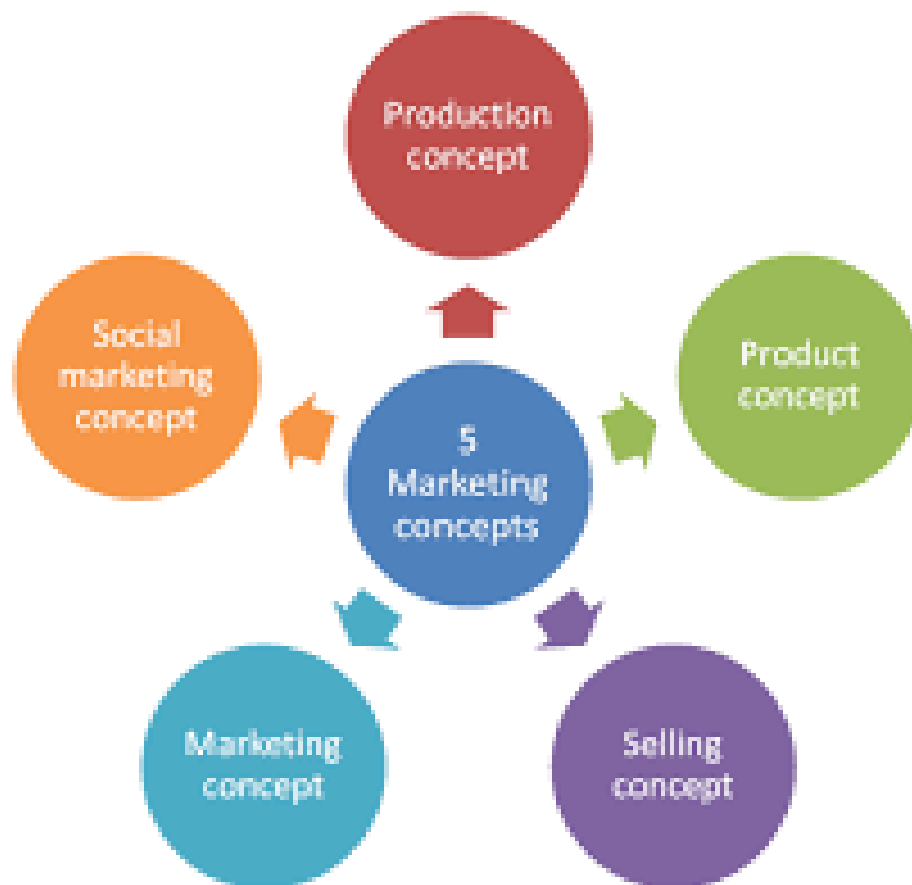 Production
concept
Product
concept
Selling
concept
Marketing
concept
Social
marketing
concept
5
Marketing
concepts